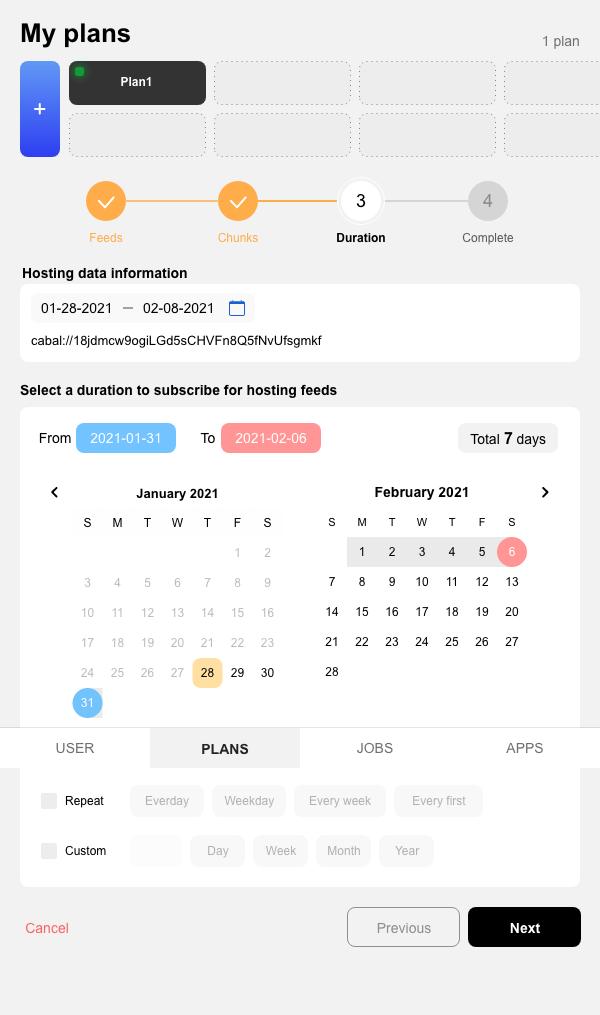 My plans
1 plan
+
Plan1
3
4
Feeds
Chunks
Duration
Complete
Hosting data information
01-28-2021 – 02-08-2021
cabal://18jdmcw9ogiLGd5sCHVFn8Q5fNvUfsgmkf
Select a duration to subscribe for hosting feeds
From 2021-01-31 To 2021-02-06 Total 7 days
January 2021
S M T W T F S
1 2
3 4 5 6 7 8 9
10 11 12 13 14 15 16
17 18 19 20 21 22 23
24 25 26 27 28 29 30
31
February 2021
S M T W T F S
1 2 3 4 5 6
7 8 9 10 11 12 13
14 15 16 17 18 19 20
21 22 23 24 25 26 27
28
USER PLANS JOBS APPS
Repeat Everday Weekday Every week Every first
Custom Day Week Month Year
Cancel Previous Next